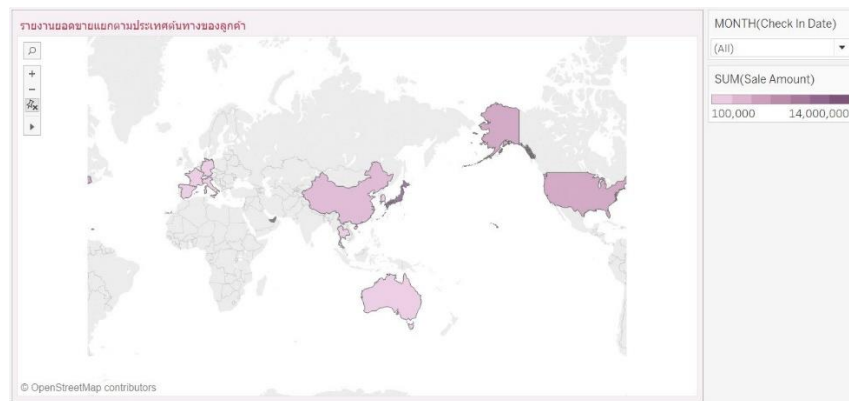 รายงานยอดขายแยกตามประเทศต้นทางของลูกค้า
© OpenStreetMap contributors
MONTH(Check In Date)
(All)
SUM(Sale Amount)
100,000 14,000,000